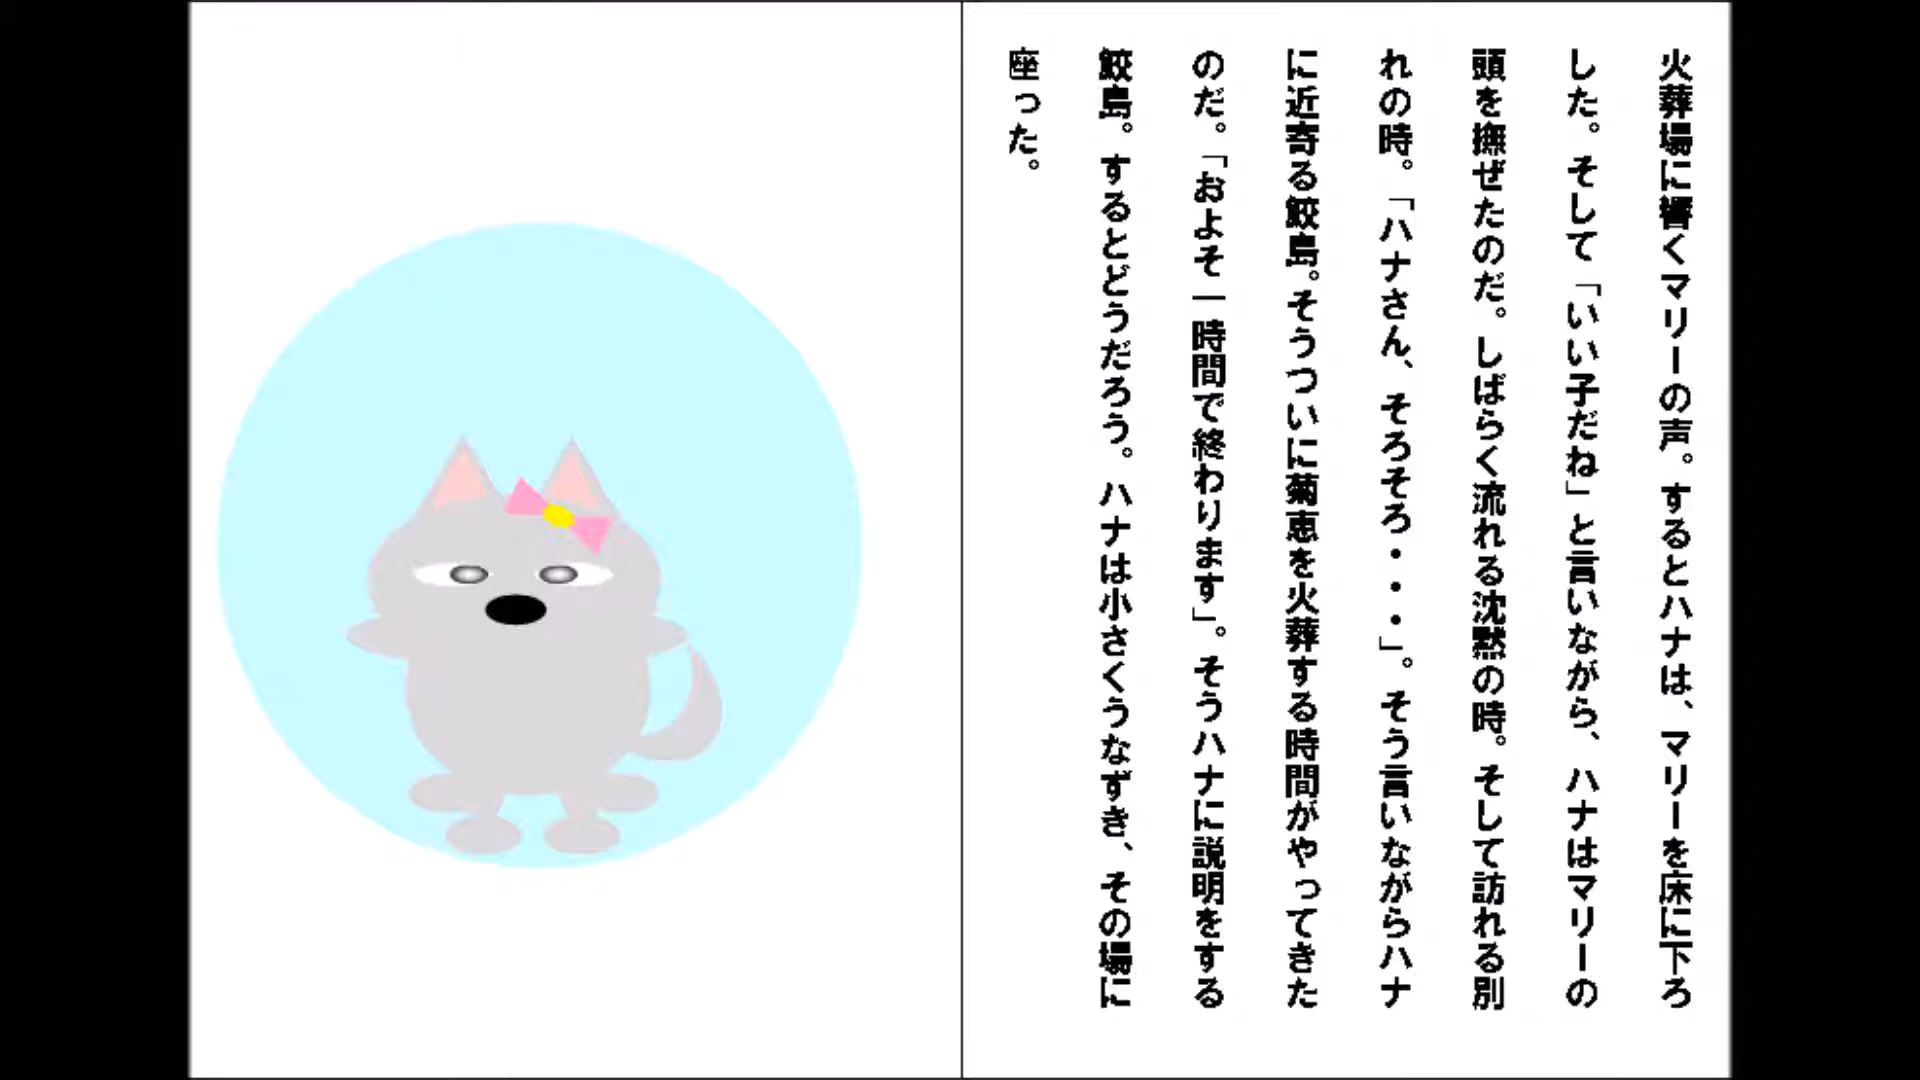 火葬場に響くマリーの声。するとハナは、マリーを床に下ろ
した。そして「いい子だね」と言いながら、ハナはマリーの
頭を撫ぜたのだ。しばらく流れる沈黙の時。そして訪れる別
れの時。「ハナさん、そろそろ・・・」。そう言いながらハナ
に近寄る鮫島。そうついに菊恵を火葬する時間がやってきた
のだ。「およそ一時間で終わります」。そうハナに説明をする
鮫島。するとどうだろう。ハナは小さくうなずき、その場に
座った。